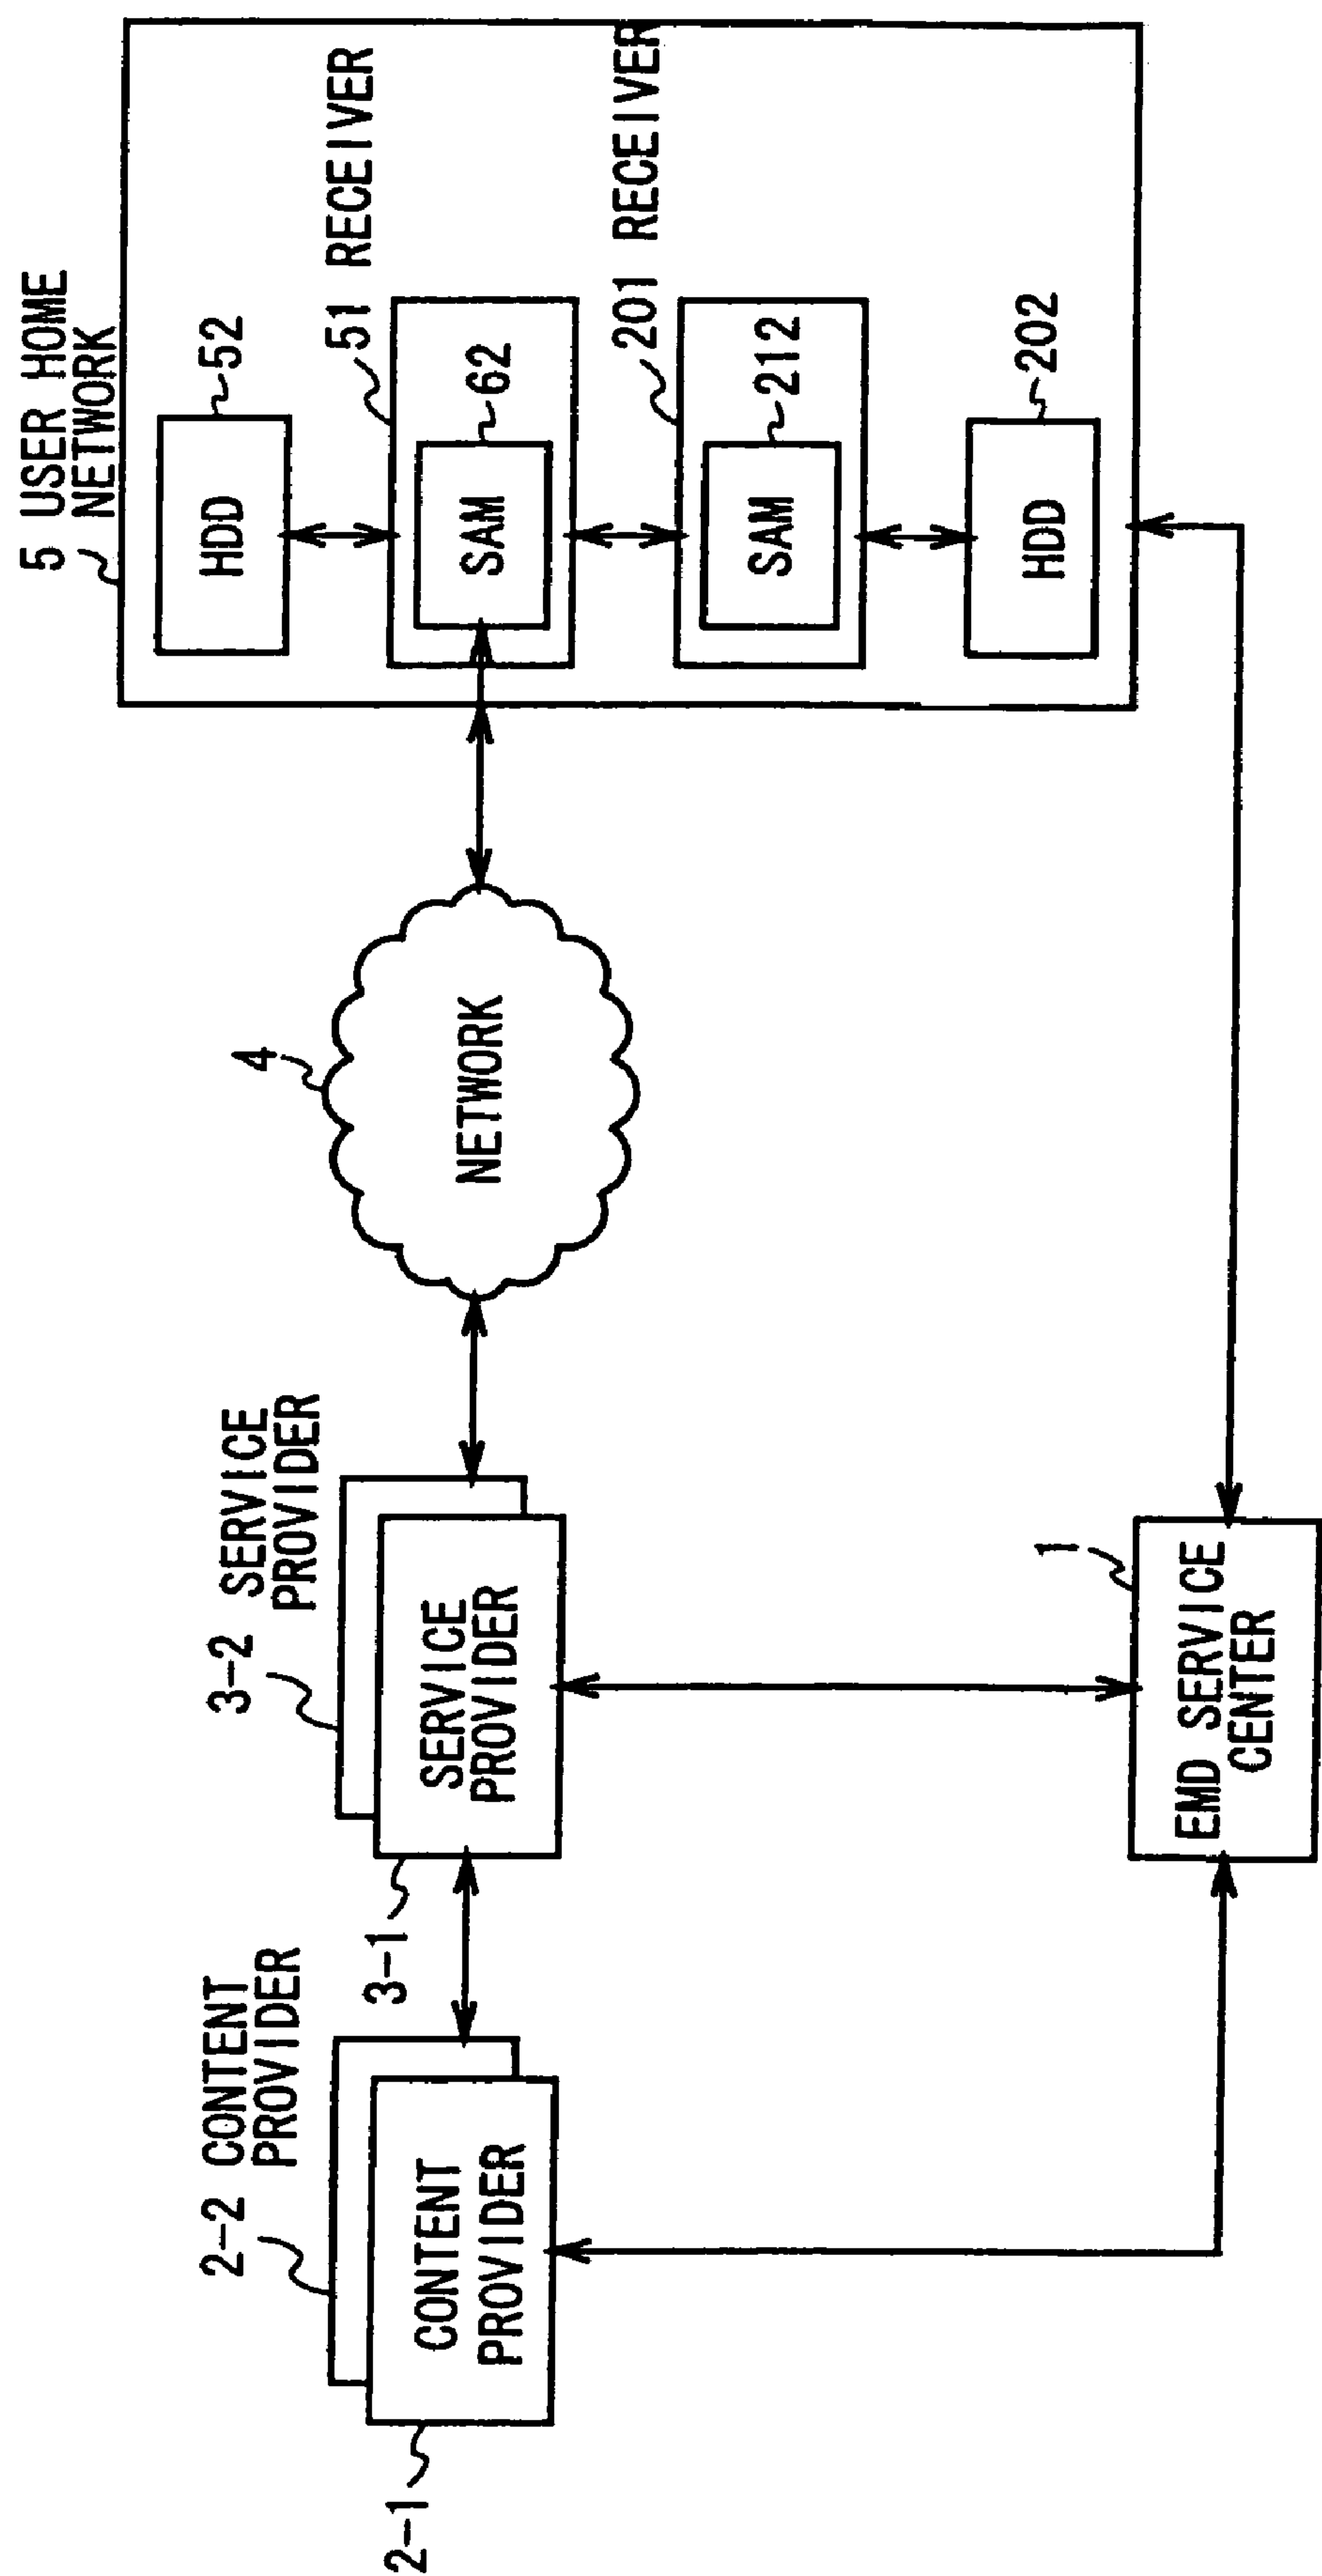 5 USER HOME
NETWORK
HDD
52
51 RECEIVER
SAM
62
201 RECEIVER
SAM
212
HDD
202
4
NETWORK
3-2 SERVICE
PROVIDER
SERVICE
PROVIDER
3-1
2-2 CONTENT
PROVIDER
CONTENT
PROVIDER
2-1
1
EMD SERVICE
CENTER